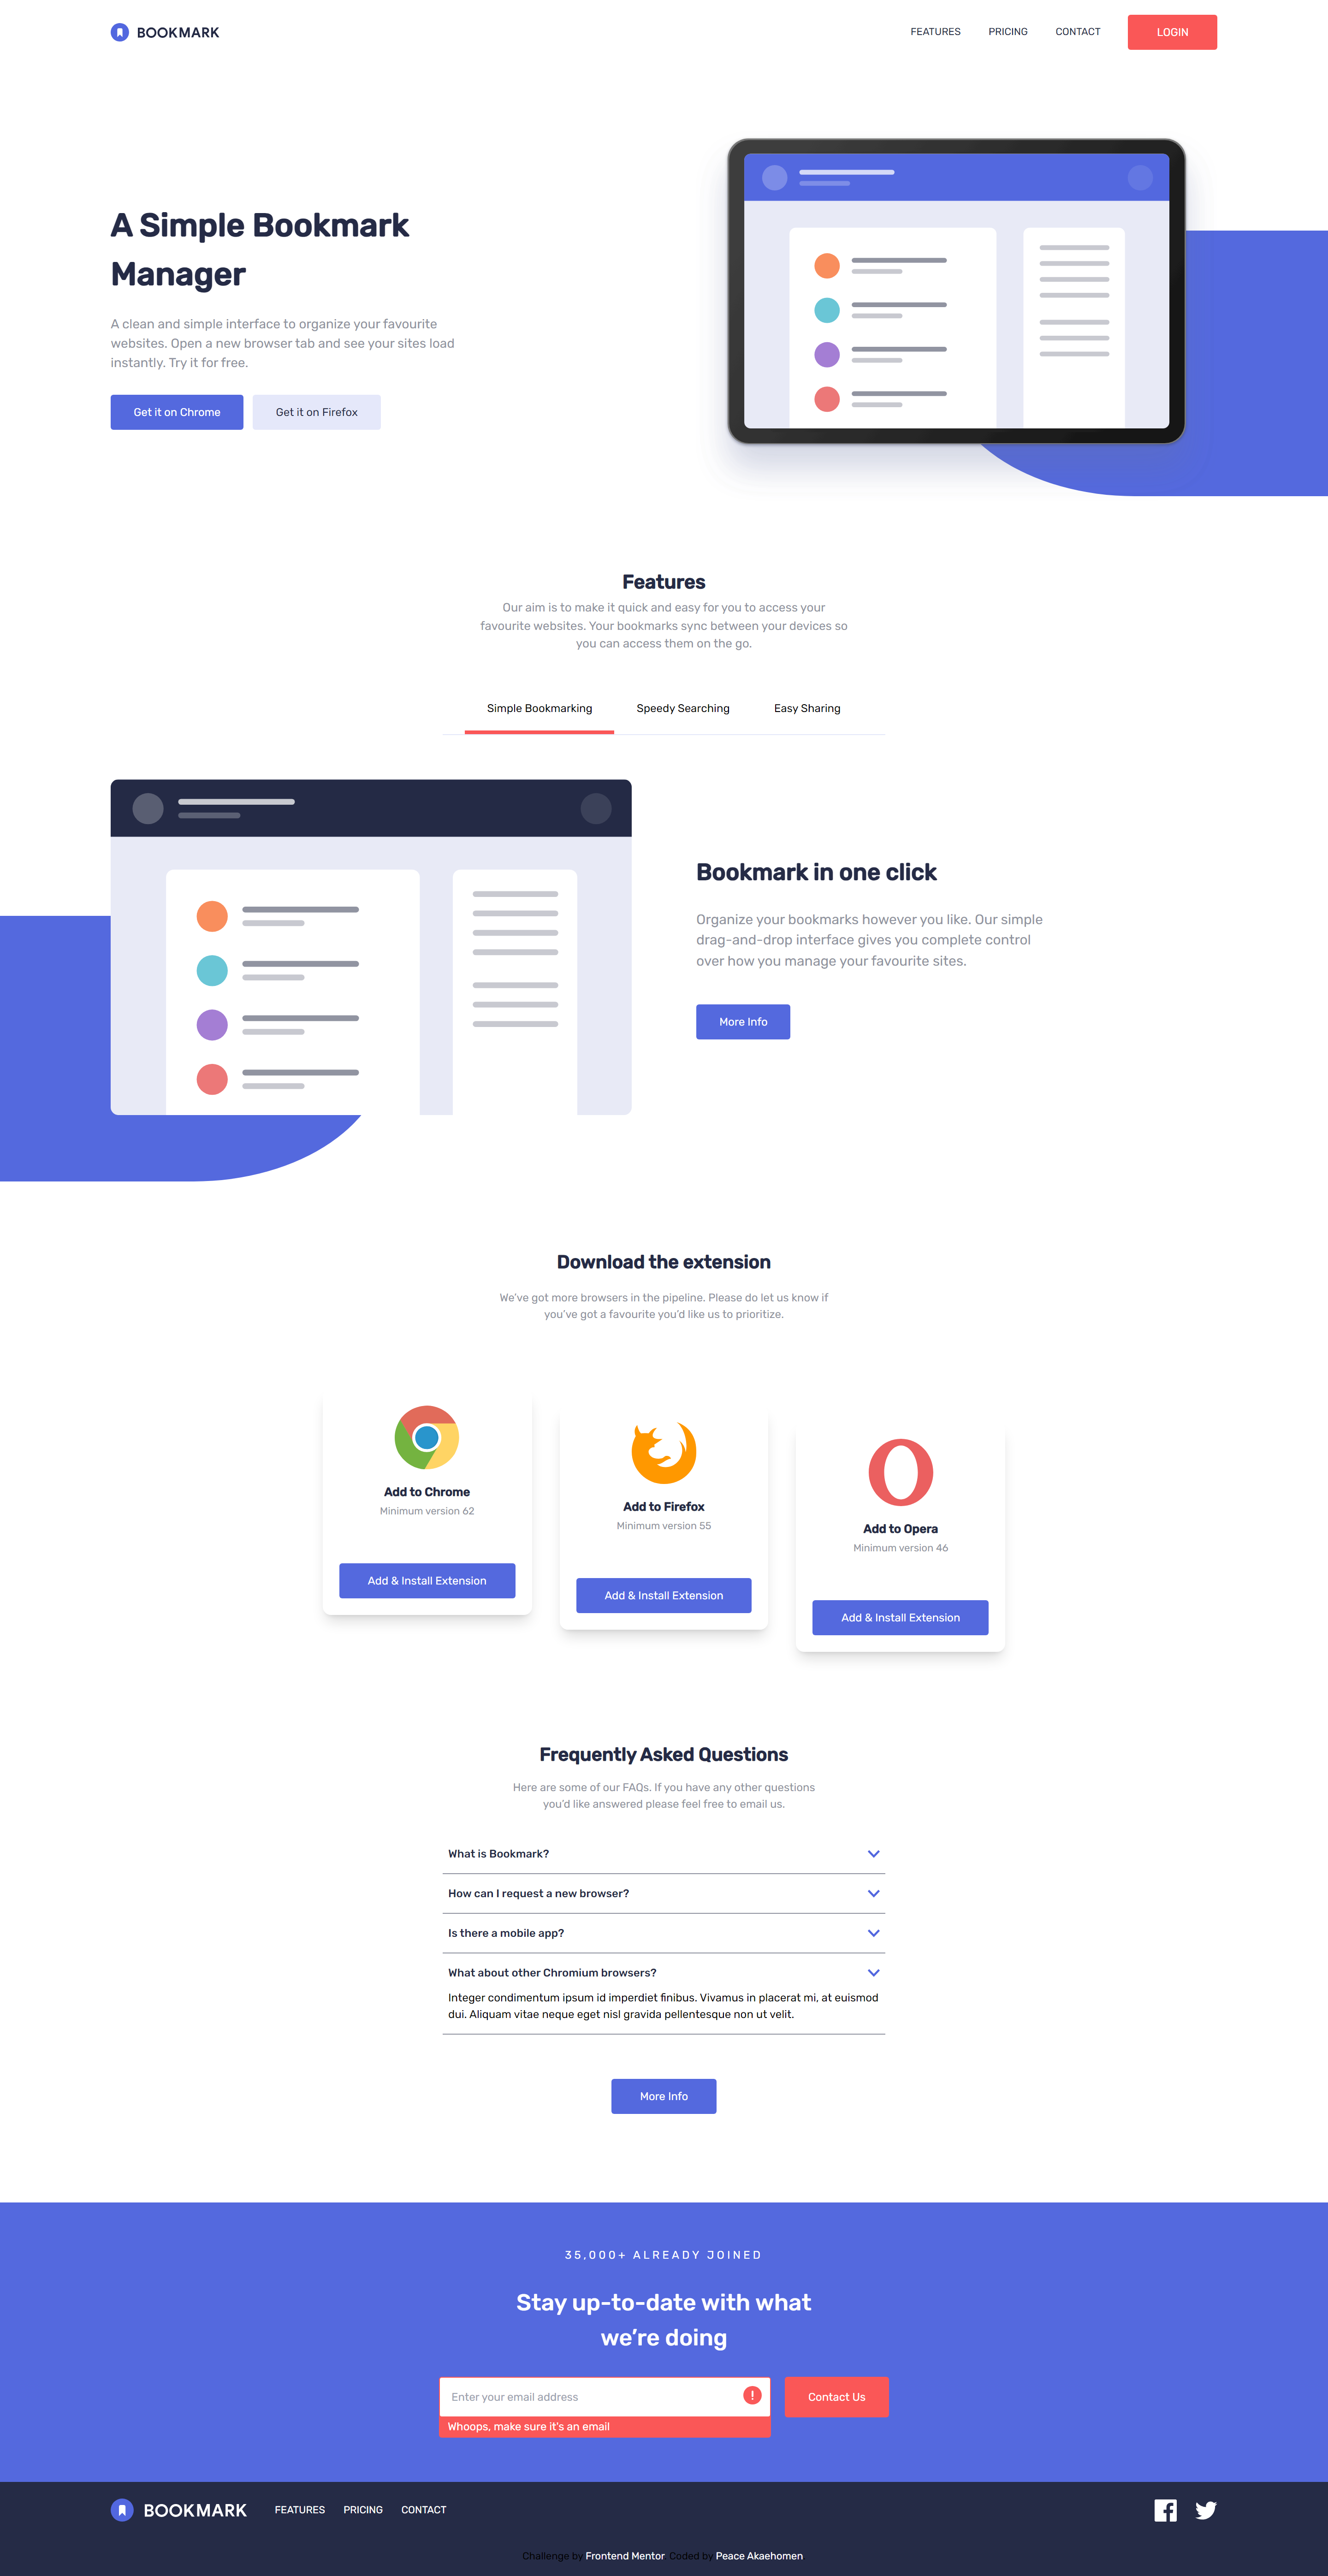 BOOKMARK
FEATURES PRICING CONTACT LOGIN
A Simple Bookmark
Manager
A clean and simple interface to organize your favourite
websites. Open a new browser tab and see your sites load
instantly. Try it for free.
Get it on Chrome Get it on Firefox
Features
Our aim is to make it quick and easy for you to access your
favourite websites. Your bookmarks sync between your devices so
you can access them on the go.
Simple Bookmarking Speedy Searching Easy Sharing
Bookmark in one click
Organize your bookmarks however you like. Our simple
drag-and-drop interface gives you complete control
over how you manage your favourite sites.
More Info
Download the extension
We've got more browsers in the pipeline. Please do let us know if
you've got a favourite you'd like us to prioritize.
Add to Chrome
Minimum version 62
Add & Install Extension
Add to Firefox
Minimum version 55
Add & Install Extension
Add to Opera
Minimum version 46
Add & Install Extension
Frequently Asked Questions
Here are some of our FAQs. If you have any other questions
you'd like answered please feel free to email us.
What is Bookmark?
How can I request a new browser?
Is there a mobile app?
What about other Chromium browsers?
Integer condimentum ipsum id imperdiet finibus. Vivamus in placerat mi, at euismod
dui. Aliquam vitae neque eget nisl gravida pellentesque non ut velit.
More Info
35,000+ ALREADY JOINED
Stay up-to-date with what
we’re doing
Enter your email address
Contact Us
Whoops, make sure it's an email
BOOKMARK FEATURES PRICING CONTACT
Challenge by Frontend Mentor. Coded by Peace Akaehomen.